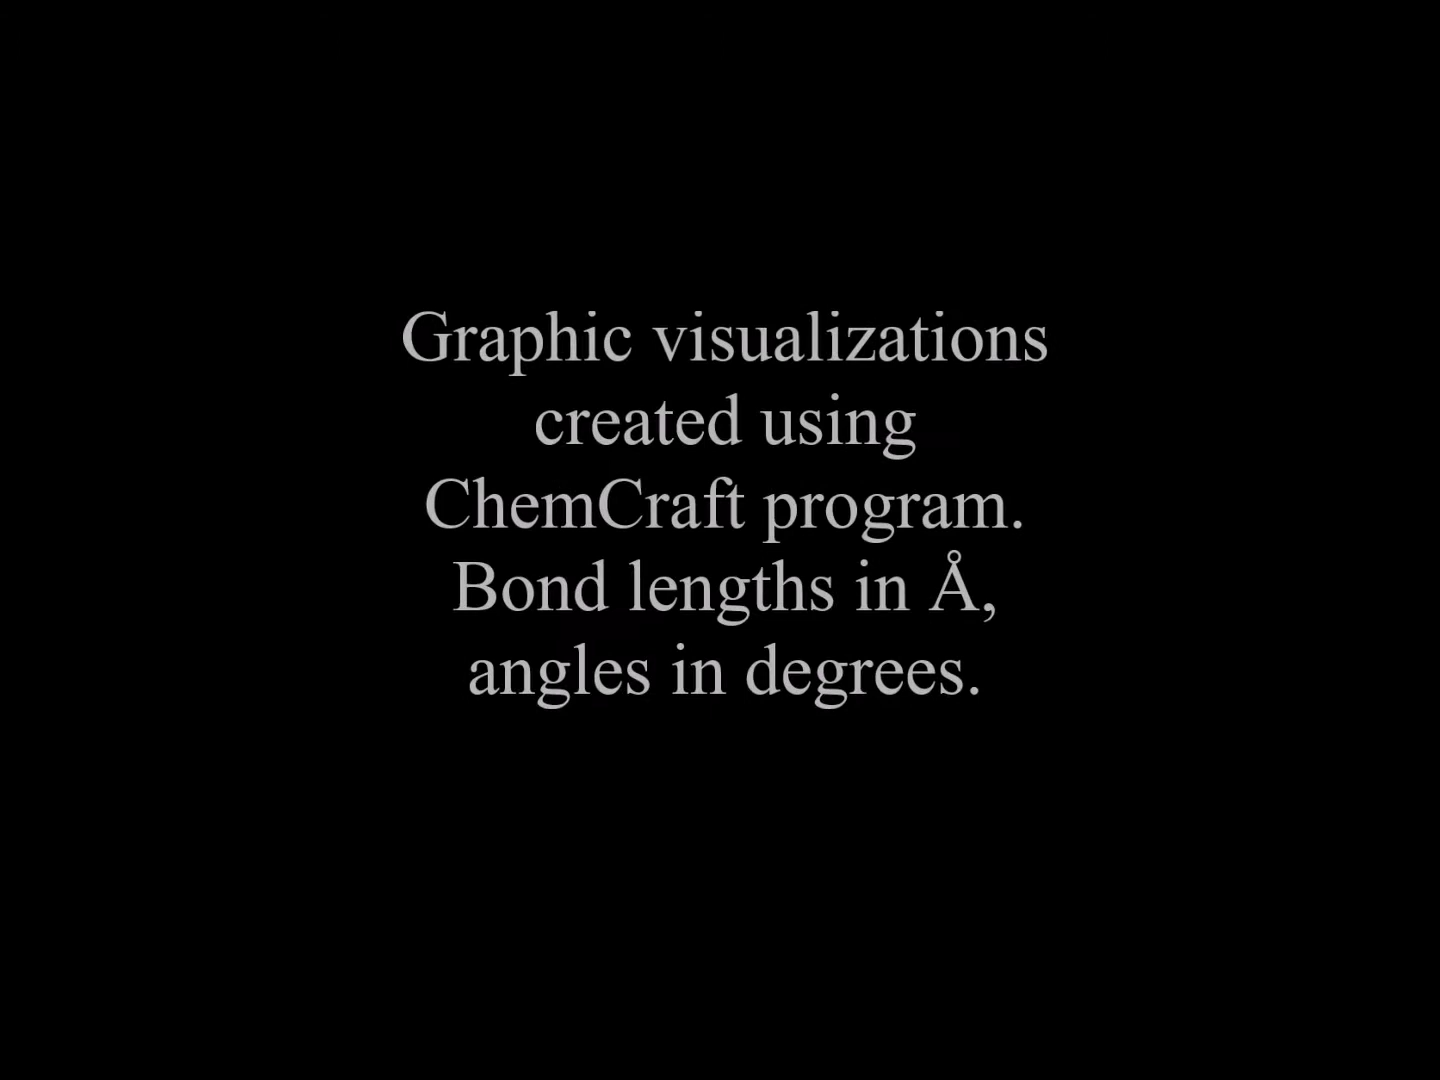 Graphic visualizations
created using
ChemCraft program.
Bond lengths in Å,
angles in degrees.